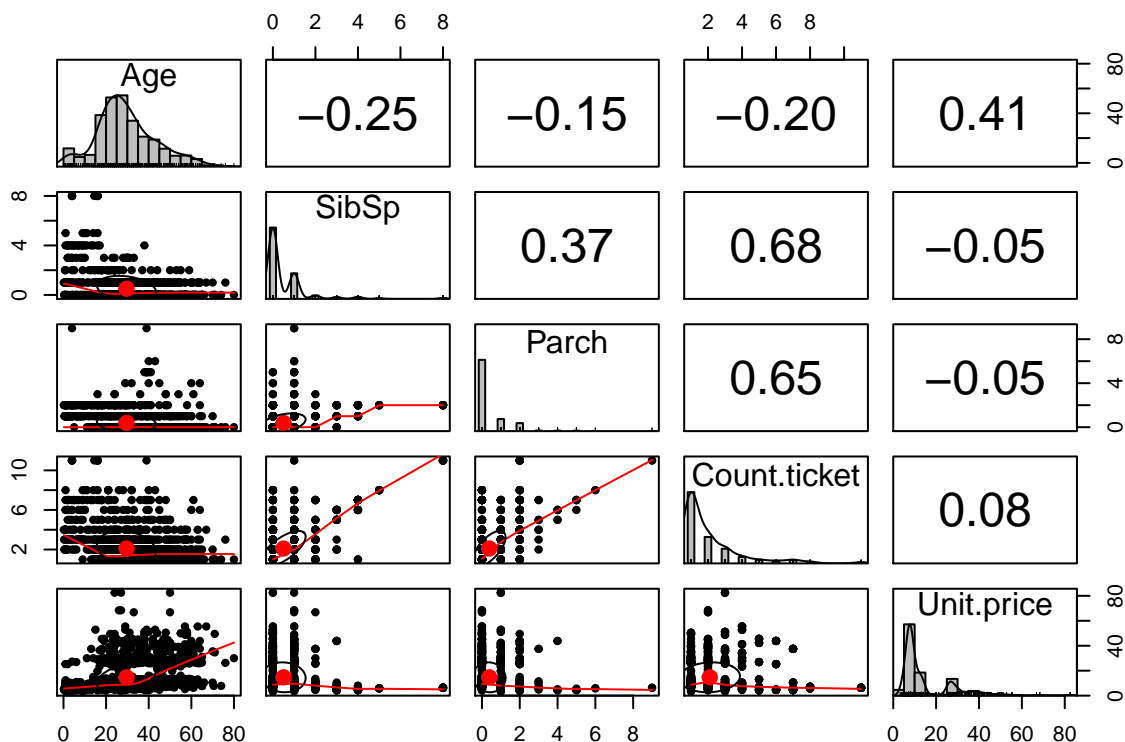 0 2 4 6 8 2 4 6 8
Age −0.25 −0.15 −0.20 0.41 0 40 80
0 4 8 SibSp 0.37 0.68 −0.05
Parch 0.65 −0.05 0 4 8
2 6 10 Count.ticket 0.08
Unit.price 0 40 80
0 20 40 60 80 0 2 4 6 8 0 20 40 60 80